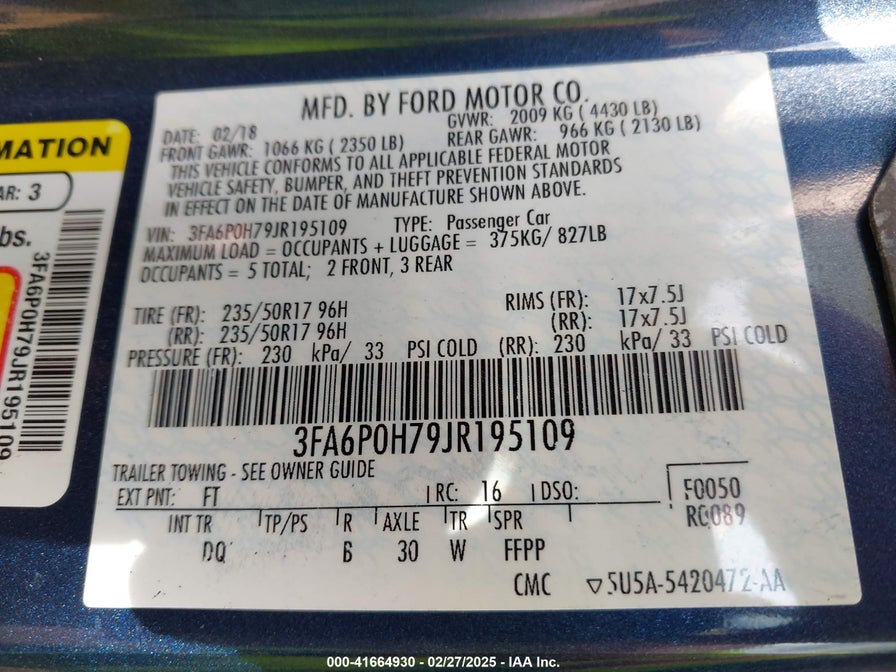 MATION
AR: 3
bs.
3FA6P0H79JR195109
MFD. BY FORD MOTOR CO.
DATE: 02/18 GVWR: 2009 KG ( 4430 LB)
FRONT GAWR: 1066 KG ( 2350 LB) REAR GAWR: 966 KG ( 2130 LB)
THIS VEHICLE CONFORMS TO ALL APPLICABLE FEDERAL MOTOR
VEHICLE SAFETY, BUMPER, AND THEFT PREVENTION STANDARDS
IN EFFECT ON THE DATE OF MANUFACTURE SHOWN ABOVE.
VIN: 3FA6P0H79JR195109 TYPE: Passenger Car
MAXIMUM LOAD = OCCUPANTS + LUGGAGE = 375KG/ 827LB
OCCUPANTS = 5 TOTAL; 2 FRONT, 3 REAR
TIRE (FR): 235/50R17 96H RIMS (FR): 17x7.5J
(RR): 235/50R17 96H (RR): 17x7.5J
PRESSURE (FR): 230 kPa/ 33 PSI COLD (RR): 230 kPa/ 33 PSI COLD
3FA6P0H79JR195109
TRAILER TOWING - SEE OWNER GUIDE
EXT PNT: FT RC: 16 DSO: F0050
INT TR TP/PS R AXLE TR SPR R0089
DQ 6 30 W FFPP
CMC ▽5U5A-5420472-AA
000-41664930 - 02/27/2025 - IAA Inc.